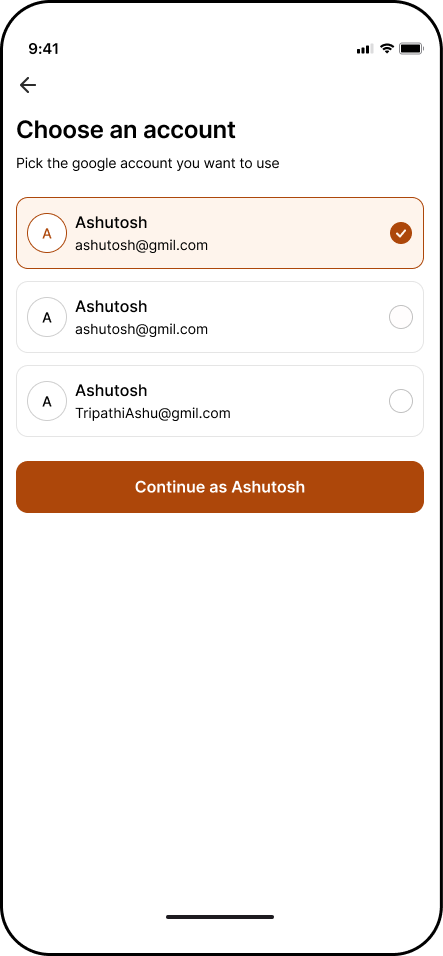 9:41
Choose an account
Pick the google account you want to use
A
Ashutosh
ashutosh@gmil.com
A
Ashutosh
ashutosh@gmil.com
A
Ashutosh
TripathiAshu@gmil.com
Continue as Ashutosh